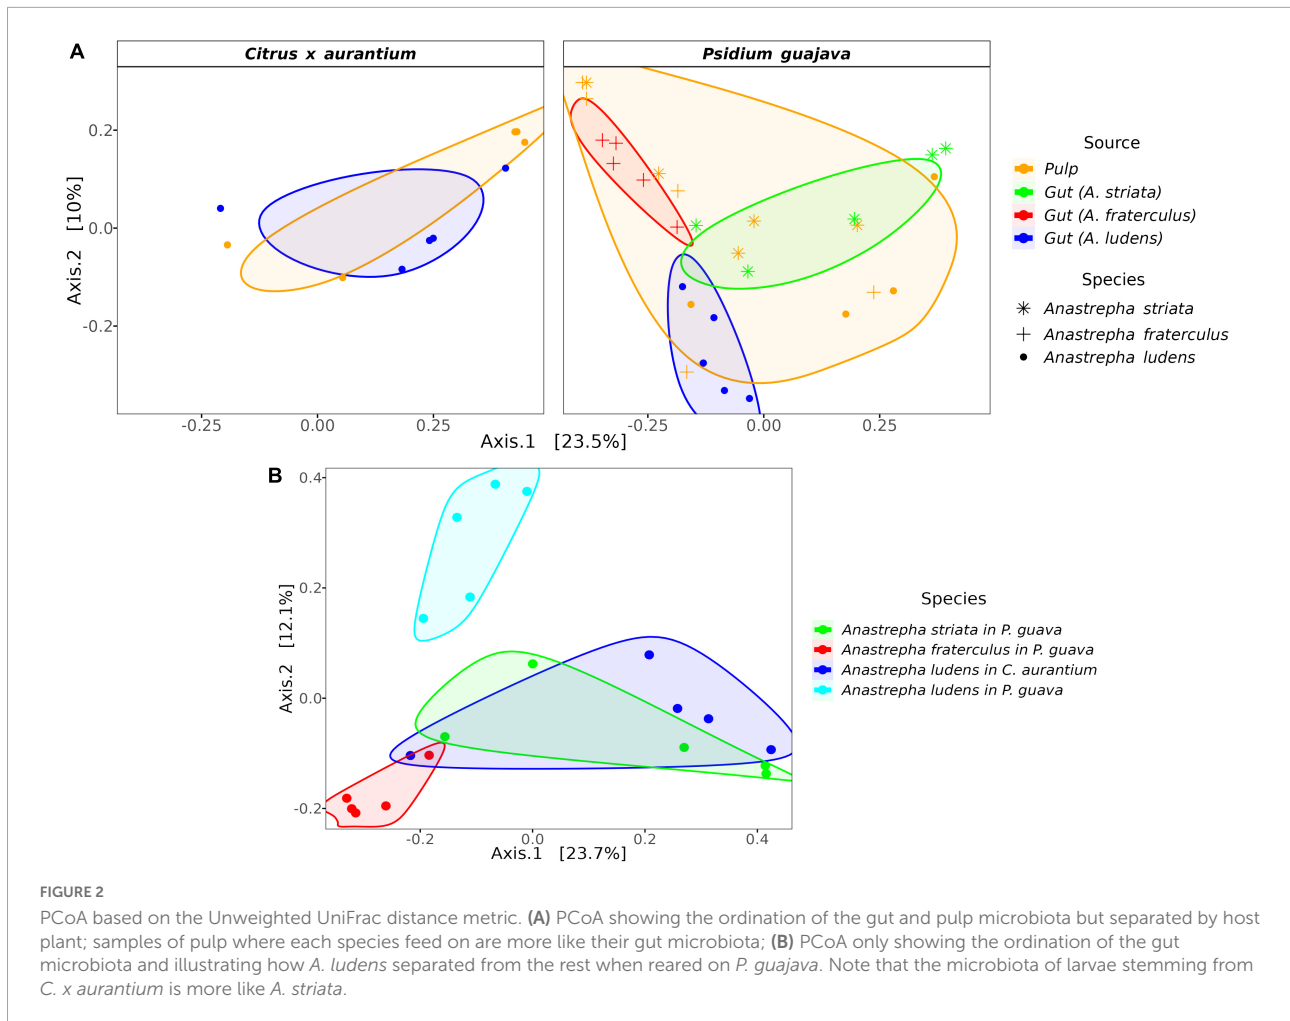 A
Citrus x aurantium
Psidium guajava
0.2
0.0
-0.2
Axis.2 [10%]
-0.25
0.00
0.25
-0.25
0.00
0.25
Axis.1 [23.5%]
Source
Pulp
Gut (A. striata)
Gut (A. fraterculus)
Gut (A. ludens)
Species
Anastrepha striata
Anastrepha fraterculus
Anastrepha ludens
B
0.4
0.2
0.0
-0.2
Axis.2 [12.1%]
-0.2
0.0
0.2
0.4
Axis.1 [23.7%]
Species
Anastrepha striata in P. guava
Anastrepha fraterculus in P. guava
Anastrepha ludens in C. aurantium
Anastrepha ludens in P. guava
FIGURE 2
PCoA based on the Unweighted UniFrac distance metric. (A) PCoA showing the ordination of the gut and pulp microbiota but separated by host
plant; samples of pulp where each species feed on are more like their gut microbiota; (B) PCoA only showing the ordination of the gut
microbiota and illustrating how A. ludens separated from the rest when reared on P. guajava. Note that the microbiota of larvae stemming from
C. x aurantium is more like A. striata.